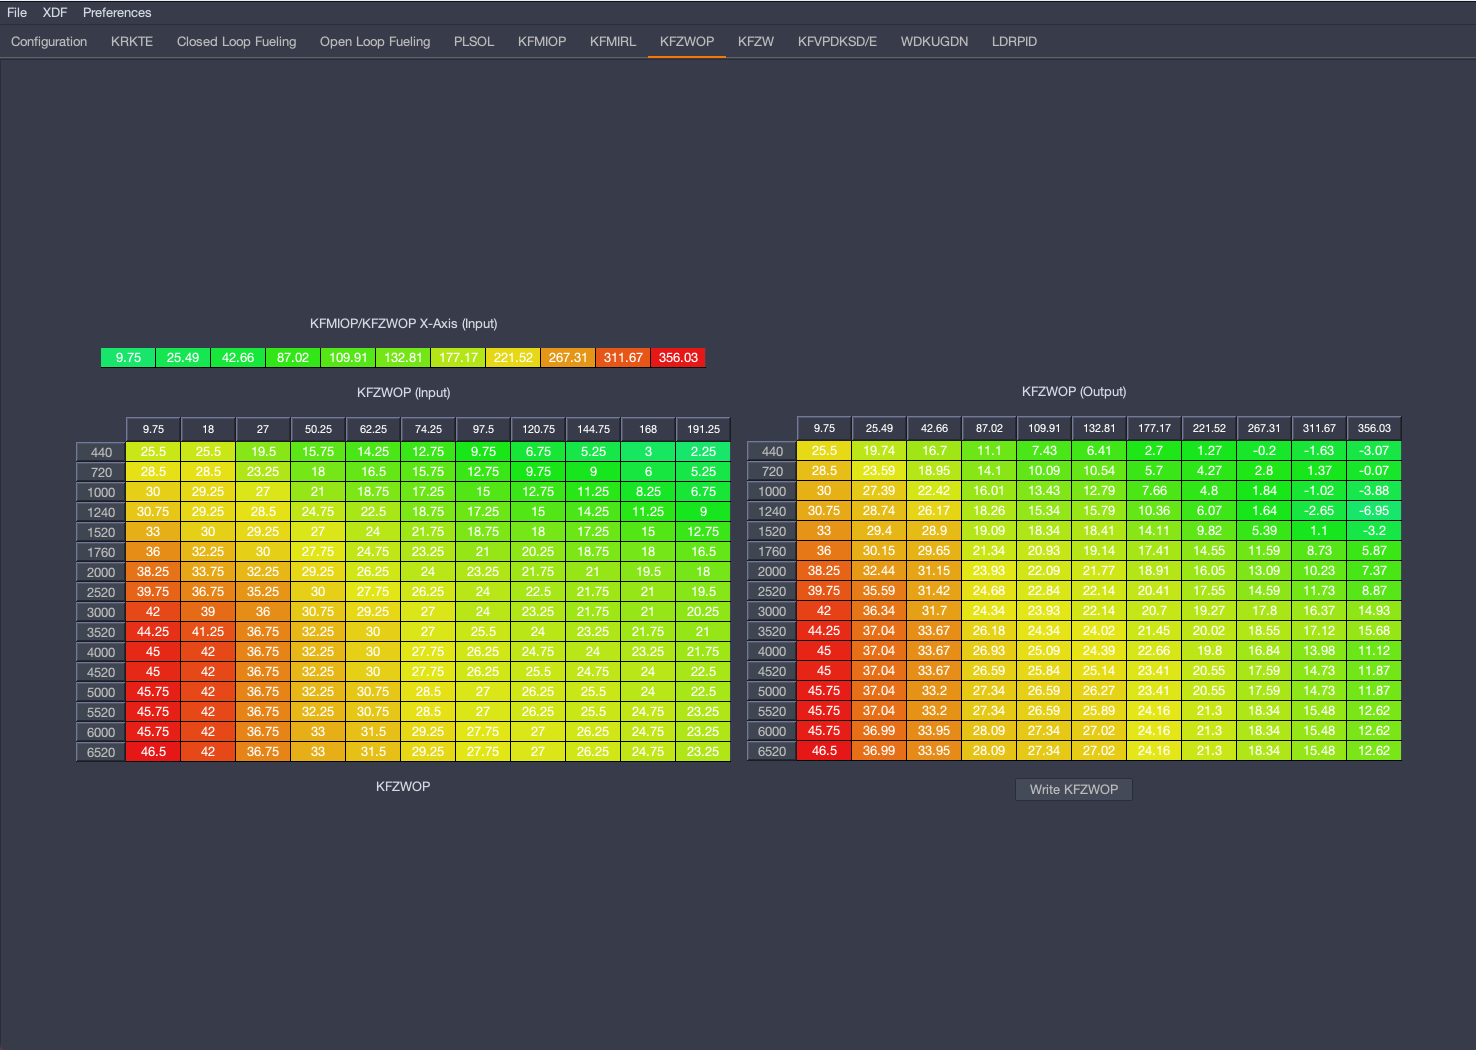 File XDF Preferences
Configuration KRKTE Closed Loop Fueling Open Loop Fueling PLSOL KFMIOP KFMIRL KFZWOP KFZW KFVPDKSD/E WDKUGDN LDRPID
KFMIOP/KFZWOP X-Axis (Input)
9.75 25.49 42.66 87.02 109.91 132.81 177.17 221.52 267.31 311.67 356.03
KFZWOP (Input)
9.75 18 27 50.25 62.25 74.25 97.5 120.75 144.75 168 191.25
440 25.5 25.5 19.5 15.75 14.25 12.75 9.75 6.75 5.25 3 2.25
720 28.5 28.5 23.25 18 16.5 15.75 12.75 9.75 9 6 5.25
1000 30 29.25 27 21 18.75 17.25 15 12.75 11.25 8.25 6.75
1240 30.75 29.25 28.5 24.75 22.5 18.75 17.25 15 14.25 11.25 9
1520 33 30 29.25 27 24 21.75 18.75 18 17.25 15 12.75
1760 36 32.25 30 27.75 24.75 23.25 21 20.25 18.75 18 16.5
2000 38.25 33.75 32.25 29.25 26.25 24 23.25 21.75 21 19.5 18
2520 39.75 36.75 35.25 30 27.75 26.25 24 22.5 21.75 21 19.5
3000 42 39 36 30.75 29.25 27 24 23.25 21.75 21 20.25
3520 44.25 41.25 36.75 32.25 30 27 25.5 24 23.25 21.75 21
4000 45 42 36.75 32.25 30 27.75 26.25 24.75 24 23.25 21.75
4520 45 42 36.75 32.25 30 27.75 26.25 25.5 24.75 24 22.5
5000 45.75 42 36.75 32.25 30.75 28.5 27 26.25 25.5 24 22.5
5520 45.75 42 36.75 32.25 30.75 28.5 27 26.25 25.5 24.75 23.25
6000 45.75 42 36.75 33 31.5 29.25 27.75 27 26.25 24.75 23.25
6520 46.5 42 36.75 33 31.5 29.25 27.75 27 26.25 24.75 23.25
KFZWOP
KFZWOP (Output)
9.75 25.49 42.66 87.02 109.91 132.81 177.17 221.52 267.31 311.67 356.03
440 25.5 19.74 16.7 11.1 7.43 6.41 2.7 1.27 -0.2 -1.63 -3.07
720 28.5 23.59 18.95 14.1 10.09 10.54 5.7 4.27 2.8 1.37 -0.07
1000 30 27.39 22.42 16.01 13.43 12.79 7.66 4.8 1.84 -1.02 -3.88
1240 30.75 28.74 26.17 18.26 15.34 15.79 10.36 6.07 1.64 -2.65 -6.95
1520 33 29.4 28.9 19.09 18.34 18.41 14.11 9.82 5.39 1.1 -3.2
1760 36 30.15 29.65 21.34 20.93 19.14 17.41 14.55 11.59 8.73 5.87
2000 38.25 32.44 31.15 23.93 22.09 21.77 18.91 16.05 13.09 10.23 7.37
2520 39.75 35.59 31.42 24.68 22.84 22.14 20.41 17.55 14.59 11.73 8.87
3000 42 36.34 31.7 24.34 23.93 22.14 20.7 19.27 17.8 16.37 14.93
3520 44.25 37.04 33.67 26.18 24.34 24.02 21.45 20.02 18.55 17.12 15.68
4000 45 37.04 33.67 26.93 25.09 24.39 22.66 19.8 16.84 13.98 11.12
4520 45 37.04 33.67 26.59 25.84 25.14 23.41 20.55 17.59 14.73 11.87
5000 45.75 37.04 33.2 27.34 26.59 26.27 23.41 20.55 17.59 14.73 11.87
5520 45.75 37.04 33.2 27.34 26.59 25.89 24.16 21.3 18.34 15.48 12.62
6000 45.75 36.99 33.95 28.09 27.34 27.02 24.16 21.3 18.34 15.48 12.62
6520 46.5 36.99 33.95 28.09 27.34 27.02 24.16 21.3 18.34 15.48 12.62
Write KFZWOP